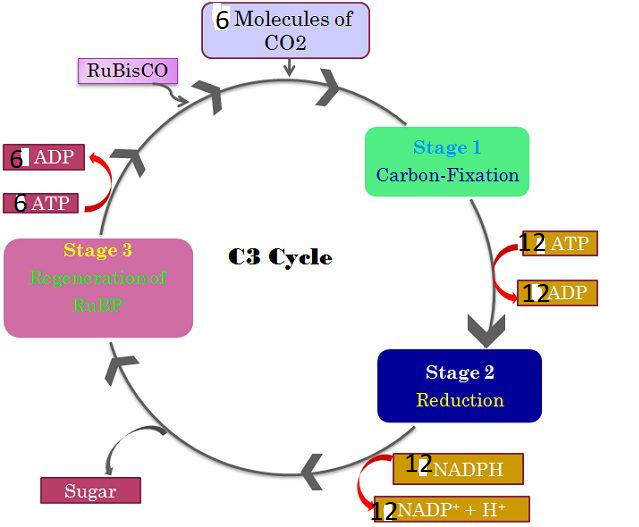 6 Molecules of
CO2
RuBisCO
Stage 1
Carbon-Fixation
6 ADP
6 ATP
Stage 3
Regeneration of
RuBP
C3 Cycle
12 ATP
12 ADP
Stage 2
Reduction
12 NADPH
12 NADP⁺ + H⁺
Sugar